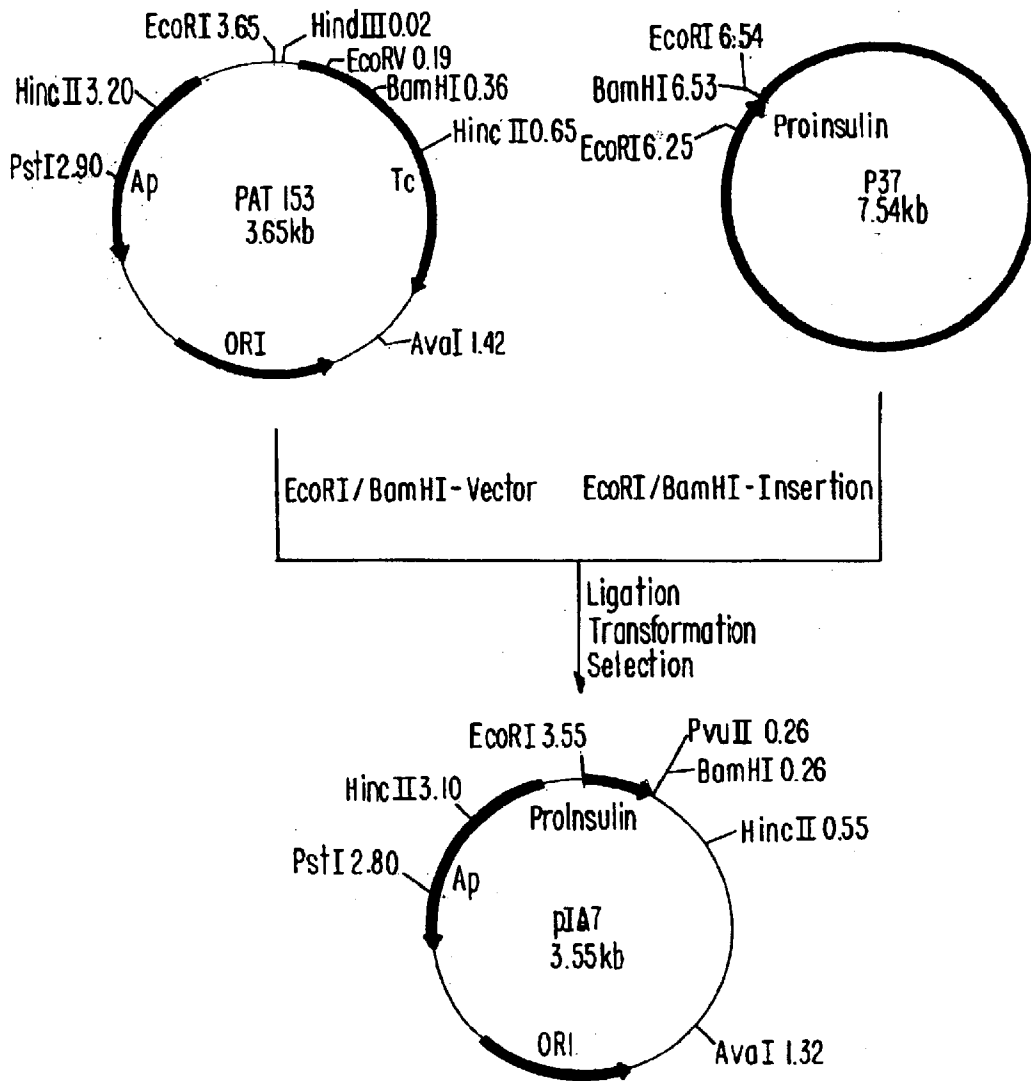 EcoRI 3.65
HindIII 0.02
EcoRV 0.19
BamHI 0.36
HincII 0.65
HincII 3.20
PstI 2.90
Ap
Tc
PAT 153
3.65kb
ORI
AvaI 1.42
EcoRI 6.54
BamHI 6.53
EcoRI 6.25
Proinsulin
P37
7.54kb
EcoRI/BamHI-Vector
EcoRI/BamHI-Insertion
Ligation
Transformation
Selection
EcoRI 3.55
PvuII 0.26
BamHI 0.26
HincII 3.10
ProInsulin
HincII 0.55
PstI 2.80
Ap
pIA7
3.55kb
ORI
AvaI 1.32